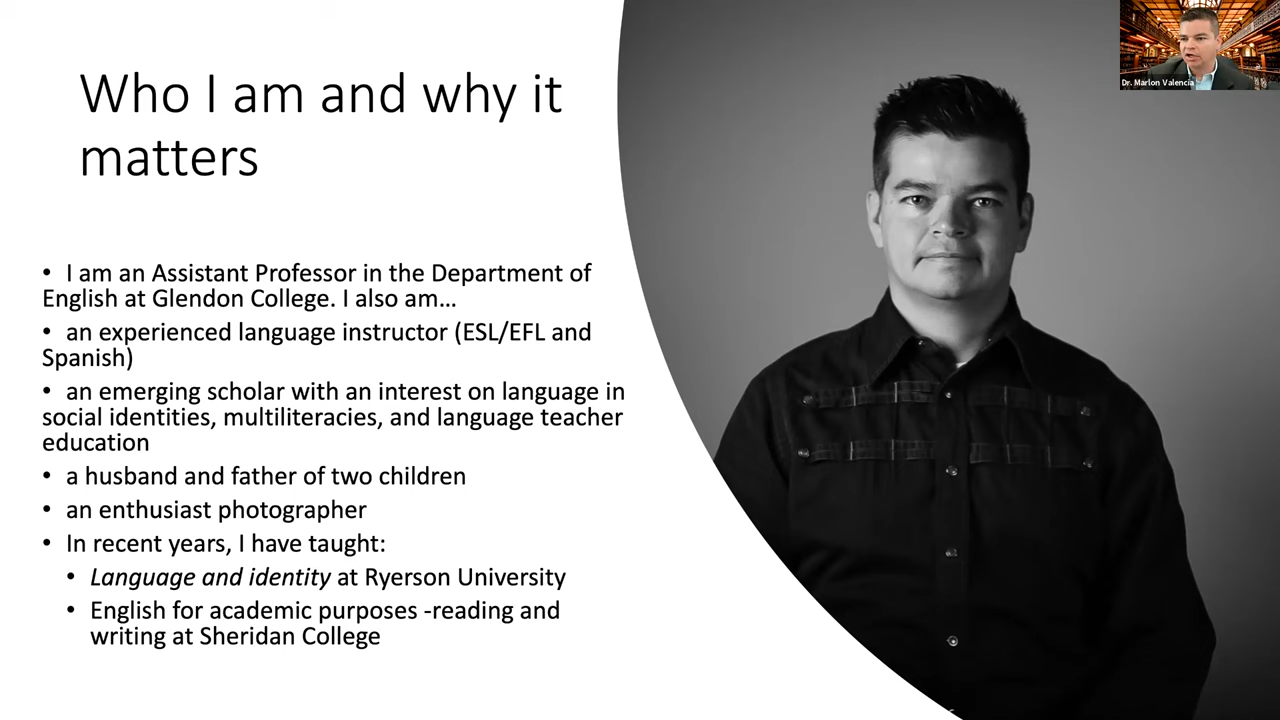 Who I am and why it
matters
• I am an Assistant Professor in the Department of
English at Glendon College. I also am…
• an experienced language instructor (ESL/EFL and
Spanish)
• an emerging scholar with an interest on language in
social identities, multiliteracies, and language teacher
education
• a husband and father of two children
• an enthusiast photographer
• In recent years, I have taught:
• Language and identity at Ryerson University
• English for academic purposes -reading and
writing at Sheridan College
Dr. Marlon Valencia